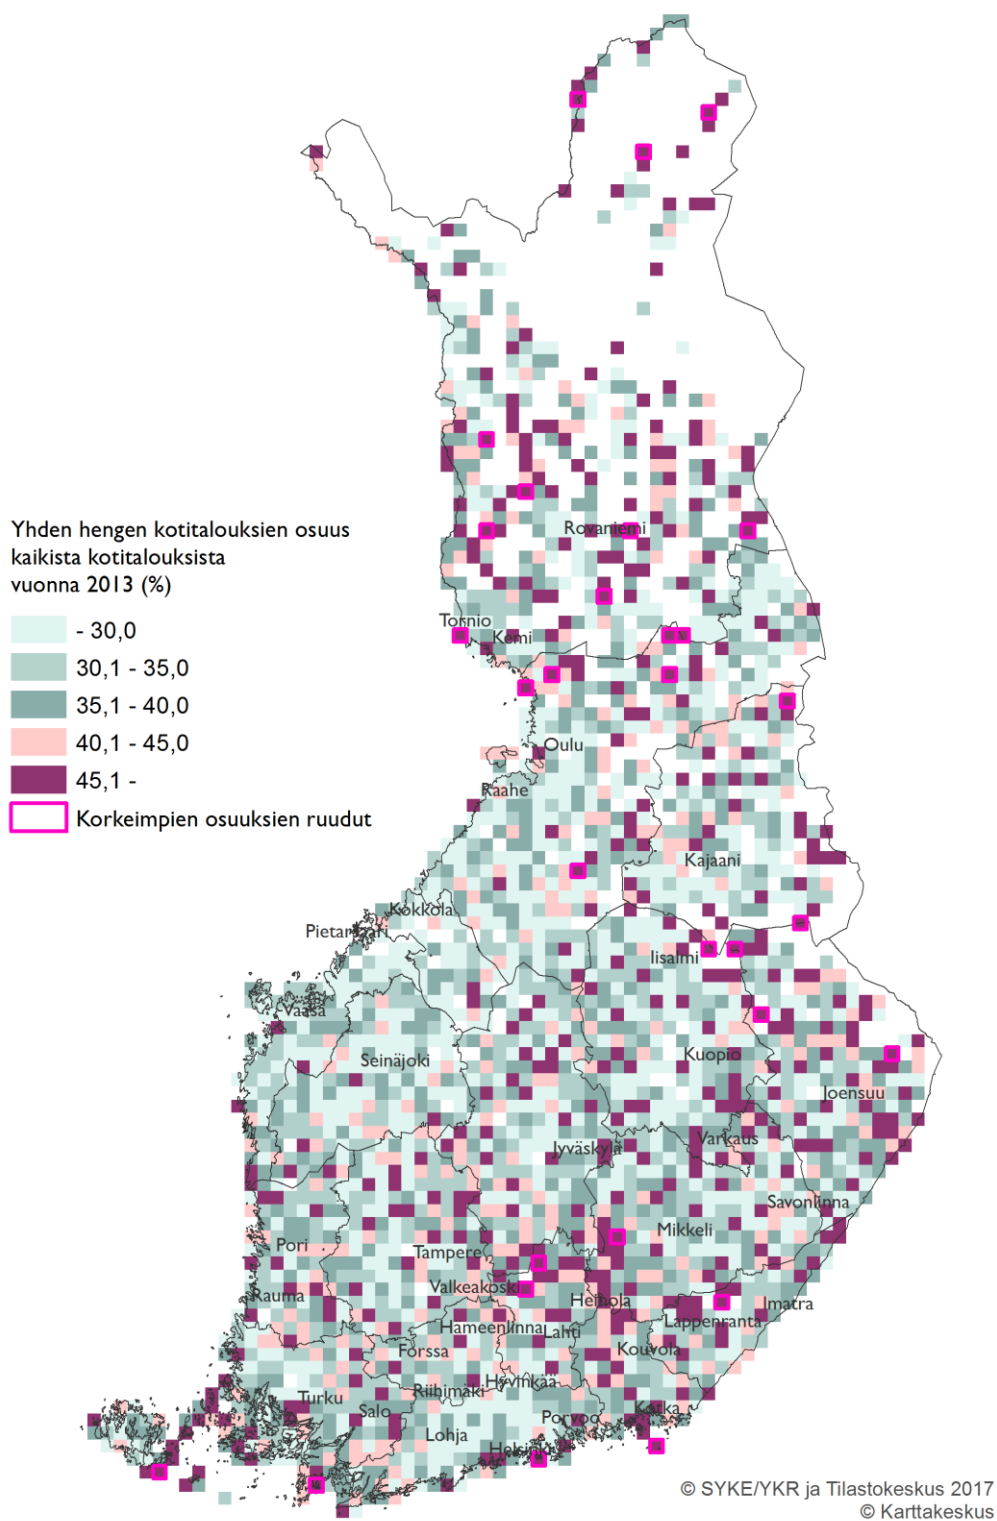 Yhden hengen kotitalouksien osuus
kaikista kotitalouksista
vuonna 2013 (%)
- 30,0
30,1 - 35,0
35,1 - 40,0
40,1 - 45,0
45,1 -
Korkeimpien osuuksien ruudut
Rovaniemi
Tornio
Kemi
Oulu
Raahe
Kajaani
Kokkola
Pietarsaari
Iisalmi
Vaasa
Seinäjoki
Kuopio
Joensuu
Varkaus
Jyväskylä
Savonlinna
Mikkeli
Pori
Tampere
Valkeakoski
Rauma
Heinola
Imatra
Lappenranta
Hämeenlinna
Lahti
Forssa
Kouvola
Hyvinkää
Riihimäki
Turku
Salo
Porvoo
Kotka
Lohja
Helsinki
© SYKE/YKR ja Tilastokeskus 2017
© Karttakeskus